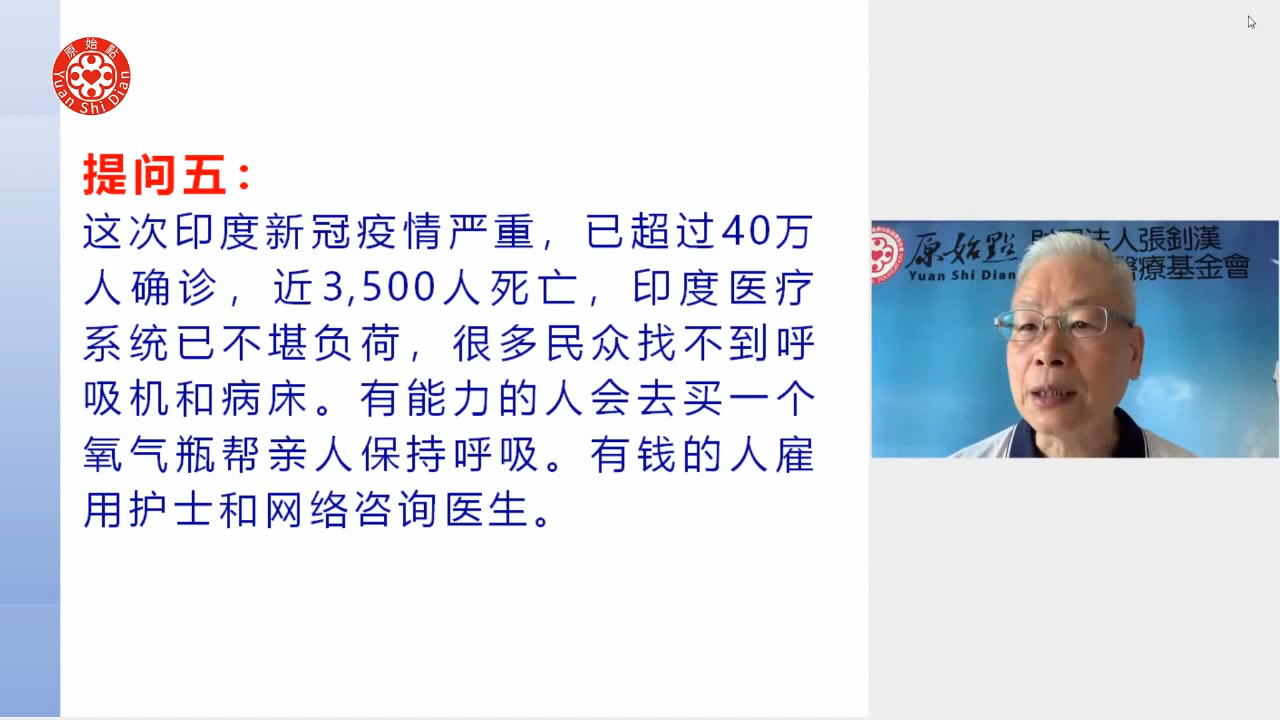 原始點
Yuan Shi Dian
提问五：
这次印度新冠疫情严重，已超过40万
人确诊，近3,500人死亡，印度医疗
系统已不堪负荷，很多民众找不到呼
吸机和病床。有能力的人会去买一个
氧气瓶帮亲人保持呼吸。有钱的人雇
用护士和网络咨询医生。
原始點
Yuan Shi Dian
法人張釗漢
醫療基金會